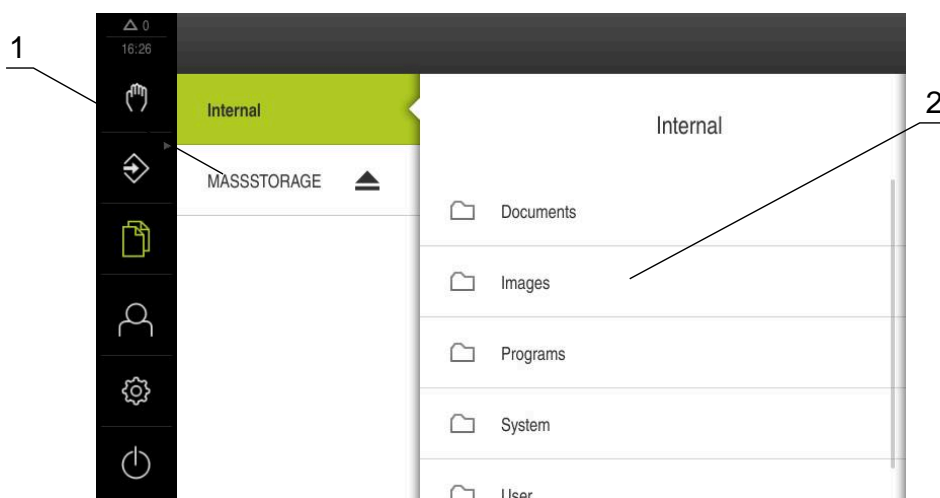 1
0
16:26
Internal
MASSSTORAGE
Internal
2
Documents
Images
Programs
System
User